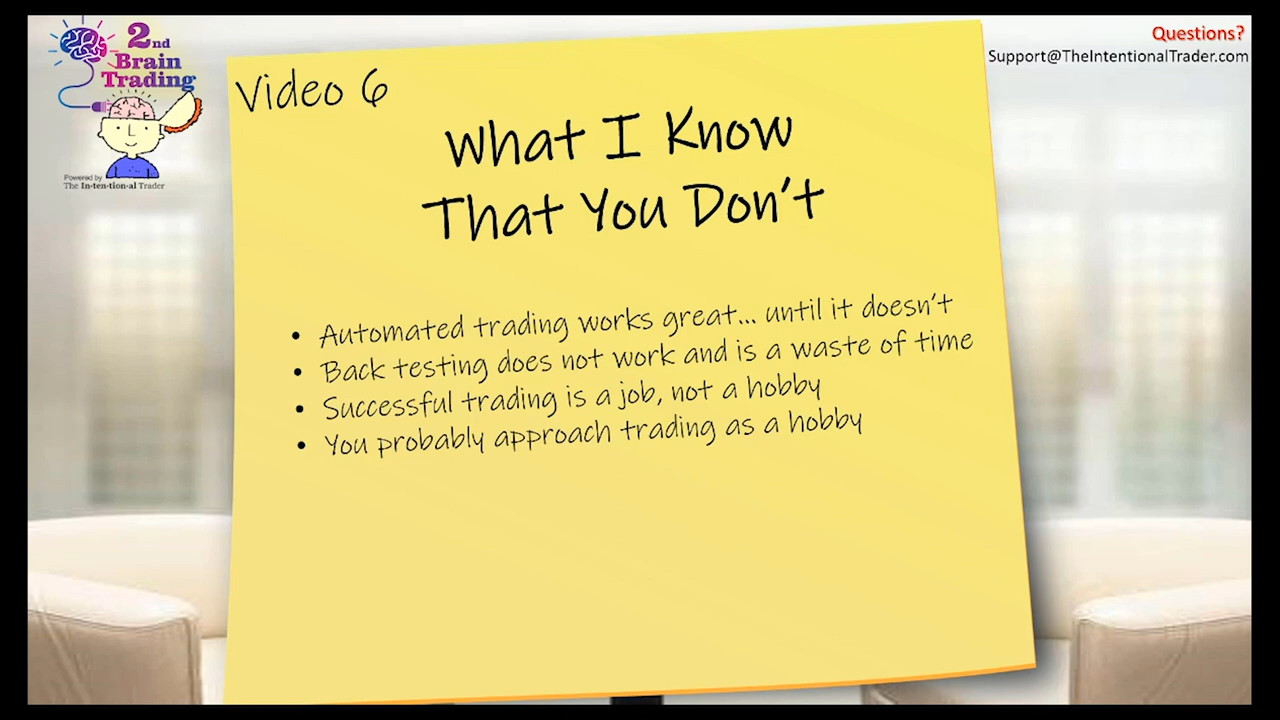 2nd
Brain
Trading
Powered by
The In-ten-tion-al Trader
Questions?
Support@TheIntentionalTrader.com
Video 6
What I Know
That You Don't
• Automated trading works great... until it doesn't
• Back testing does not work and is a waste of time
• Successful trading is a job, not a hobby
• You probably approach trading as a hobby